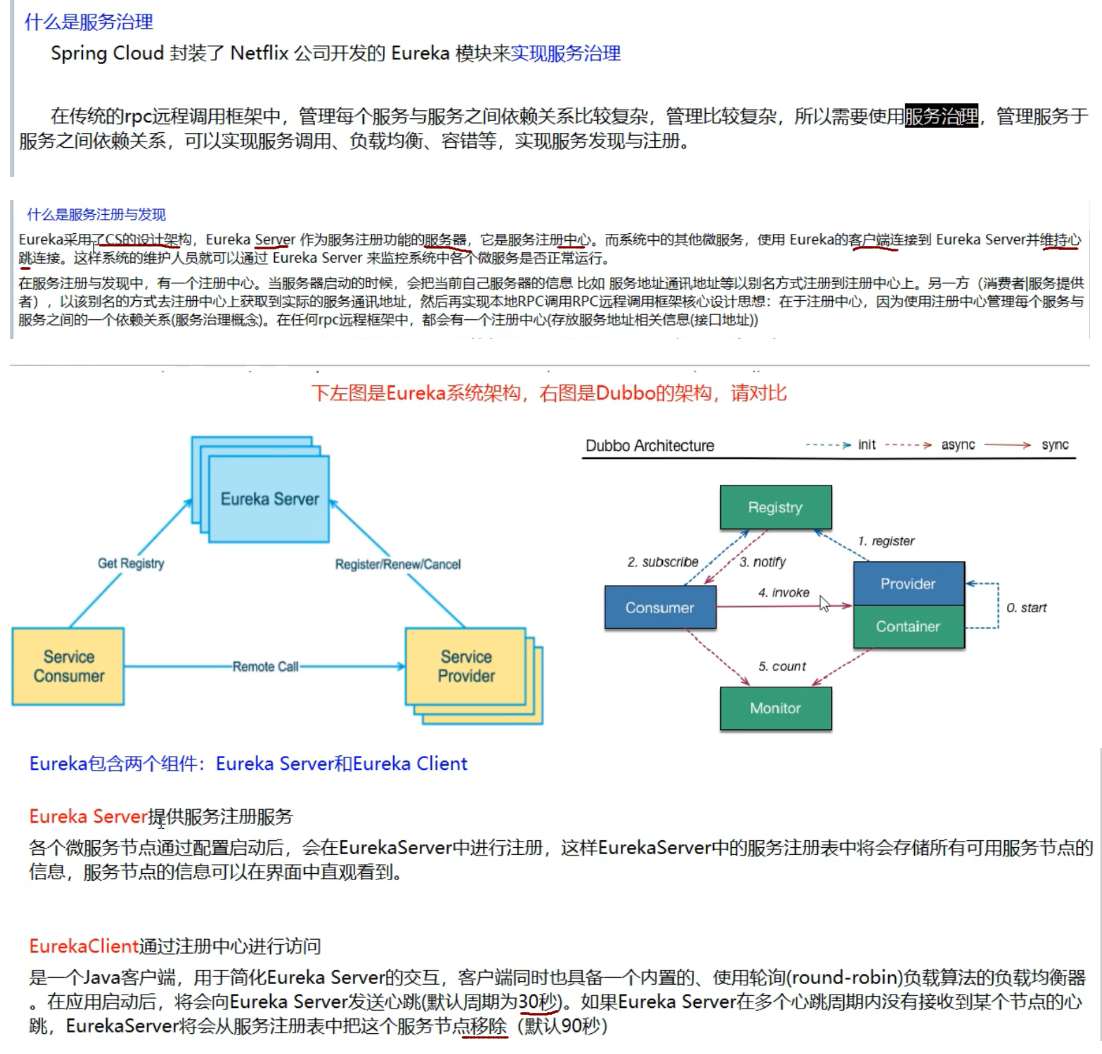 什么是服务治理
Spring Cloud 封装了 Netflix 公司开发的 Eureka 模块来实现服务治理
在传统的rpc远程调用框架中，管理每个服务与服务之间依赖关系比较复杂，管理比较复杂，所以需要使用服务治理，管理服务于
服务之间依赖关系，可以实现服务调用、负载均衡、容错等，实现服务发现与注册。
什么是服务注册与发现
Eureka采用了CS的设计架构，Eureka Server 作为服务注册功能的服务器，它是服务注册中心。而系统中的其他微服务，使用 Eureka的客户端连接到 Eureka Server并维持心
跳连接。这样系统的维护人员就可以通过 Eureka Server 来监控系统中各个微服务是否正常运行。
在服务注册与发现中，有一个注册中心。当服务器启动的时候，会把当前自己服务器的信息 比如 服务地址通讯地址等以别名方式注册到注册中心上。另一方（消费者|服务提供
者），以该别名的方式去注册中心上获取到实际的服务通讯地址，然后再实现本地RPC调用RPC远程调用框架核心设计思想：在于注册中心，因为使用注册中心管理每个服务与
服务之间的一个依赖关系(服务治理概念)。在任何rpc远程框架中，都会有一个注册中心(存放服务地址相关信息(接口地址))
下左图是Eureka系统架构，右图是Dubbo的架构，请对比
Eureka Server
Get Registry
Register/Renew/Cancel
Service
Consumer
Remote Call
Service
Provider
Dubbo Architecture
init
async
sync
Registry
1. register
2. subscribe
3. notify
4. invoke
Consumer
Provider
Container
0. start
5. count
Monitor
Eureka包含两个组件：Eureka Server和Eureka Client
Eureka Server提供服务注册服务
各个微服务节点通过配置启动后，会在EurekaServer中进行注册，这样EurekaServer中的服务注册表中将会存储所有可用服务节点的
信息，服务节点的信息可以在界面中直观看到。
EurekaClient通过注册中心进行访问
是一个Java客户端，用于简化Eureka Server的交互，客户端同时也具备一个内置的、使用轮询(round-robin)负载算法的负载均衡器
。在应用启动后，将会向Eureka Server发送心跳(默认周期为30秒)。如果Eureka Server在多个心跳周期内没有接收到某个节点的心
跳，EurekaServer将会从服务注册表中把这个服务节点移除（默认90秒）